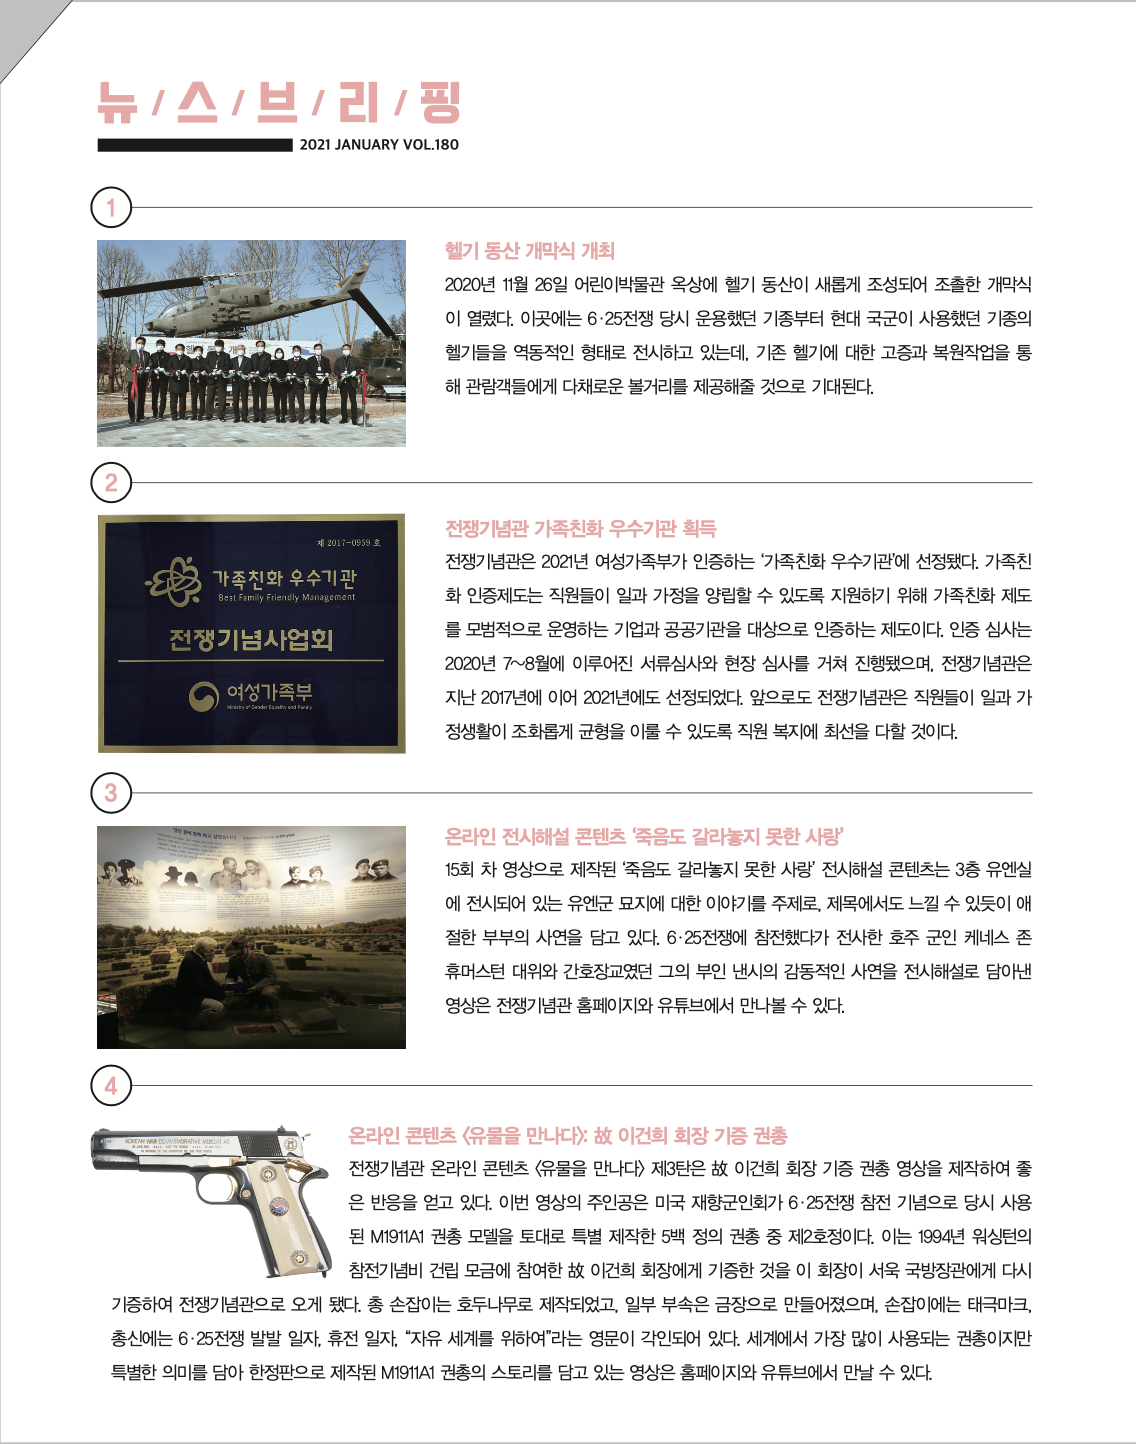 뉴/스/브/리/핑
2021 JANUARY VOL.180
1
헬기 동산 개막식 개최
2020년 11월 26일 어린이박물관 옥상에 헬기 동산이 새롭게 조성되어 조촐한 개막식
이 열렸다. 이곳에는 6·25전쟁 당시 운용했던 기종부터 현대 국군이 사용했던 기종의
헬기들을 역동적인 형태로 전시하고 있는데, 기존 헬기에 대한 고증과 복원작업을 통
해 관람객들에게 다채로운 볼거리를 제공해줄 것으로 기대된다.
2
제 2017-0959 호
가족친화 우수기관
Best Family Friendly Management
전쟁기념사업회
여성가족부
Ministry of Gender Equality and Family
전쟁기념관 가족친화 우수기관 획득
전쟁기념관은 2021년 여성가족부가 인증하는 ‘가족친화 우수기관’에 선정됐다. 가족친
화 인증제도는 직원들이 일과 가정을 양립할 수 있도록 지원하기 위해 가족친화 제도
를 모범적으로 운영하는 기업과 공공기관을 대상으로 인증하는 제도이다. 인증 심사는
2020년 7~8월에 이루어진 서류심사와 현장 심사를 거쳐 진행됐으며, 전쟁기념관은
지난 2017년에 이어 2021년에도 선정되었다. 앞으로도 전쟁기념관은 직원들이 일과 가
정생활이 조화롭게 균형을 이룰 수 있도록 직원 복지에 최선을 다할 것이다.
3
온라인 전시해설 콘텐츠 ‘죽음도 갈라놓지 못한 사랑’
15회 차 영상으로 제작된 ‘죽음도 갈라놓지 못한 사랑’ 전시해설 콘텐츠는 3층 유엔실
에 전시되어 있는 유엔군 묘지에 대한 이야기를 주제로, 제목에서도 느낄 수 있듯이 애
절한 부부의 사연을 담고 있다. 6·25전쟁에 참전했다가 전사한 호주 군인 케네스 존
휴머스턴 대위와 간호장교였던 그의 부인 낸시의 감동적인 사연을 전시해설로 담아낸
영상은 전쟁기념관 홈페이지와 유튜브에서 만나볼 수 있다.
4
KOREAN WAR COMMEMORATIVE
온라인 콘텐츠 〈유물을 만나다〉: 故 이건희 회장 기증 권총
전쟁기념관 온라인 콘텐츠 〈유물을 만나다〉 제3탄은 故 이건희 회장 기증 권총 영상을 제작하여 좋
은 반응을 얻고 있다. 이번 영상의 주인공은 미국 재향군인회가 6·25전쟁 참전 기념으로 당시 사용
된 M1911A1 권총 모델을 토대로 특별 제작한 5백 정의 권총 중 제2호정이다. 이는 1994년 워싱턴의
참전기념비 건립 모금에 참여한 故 이건희 회장에게 기증한 것을 이 회장이 서욱 국방장관에게 다시
기증하여 전쟁기념관으로 오게 됐다. 총 손잡이는 호두나무로 제작되었고, 일부 부속은 금장으로 만들어졌으며, 손잡이에는 태극마크,
총신에는 6·25전쟁 발발 일자, 휴전 일자, “자유 세계를 위하여”라는 영문이 각인되어 있다. 세계에서 가장 많이 사용되는 권총이지만
특별한 의미를 담아 한정판으로 제작된 M1911A1 권총의 스토리를 담고 있는 영상은 홈페이지와 유튜브에서 만날 수 있다.